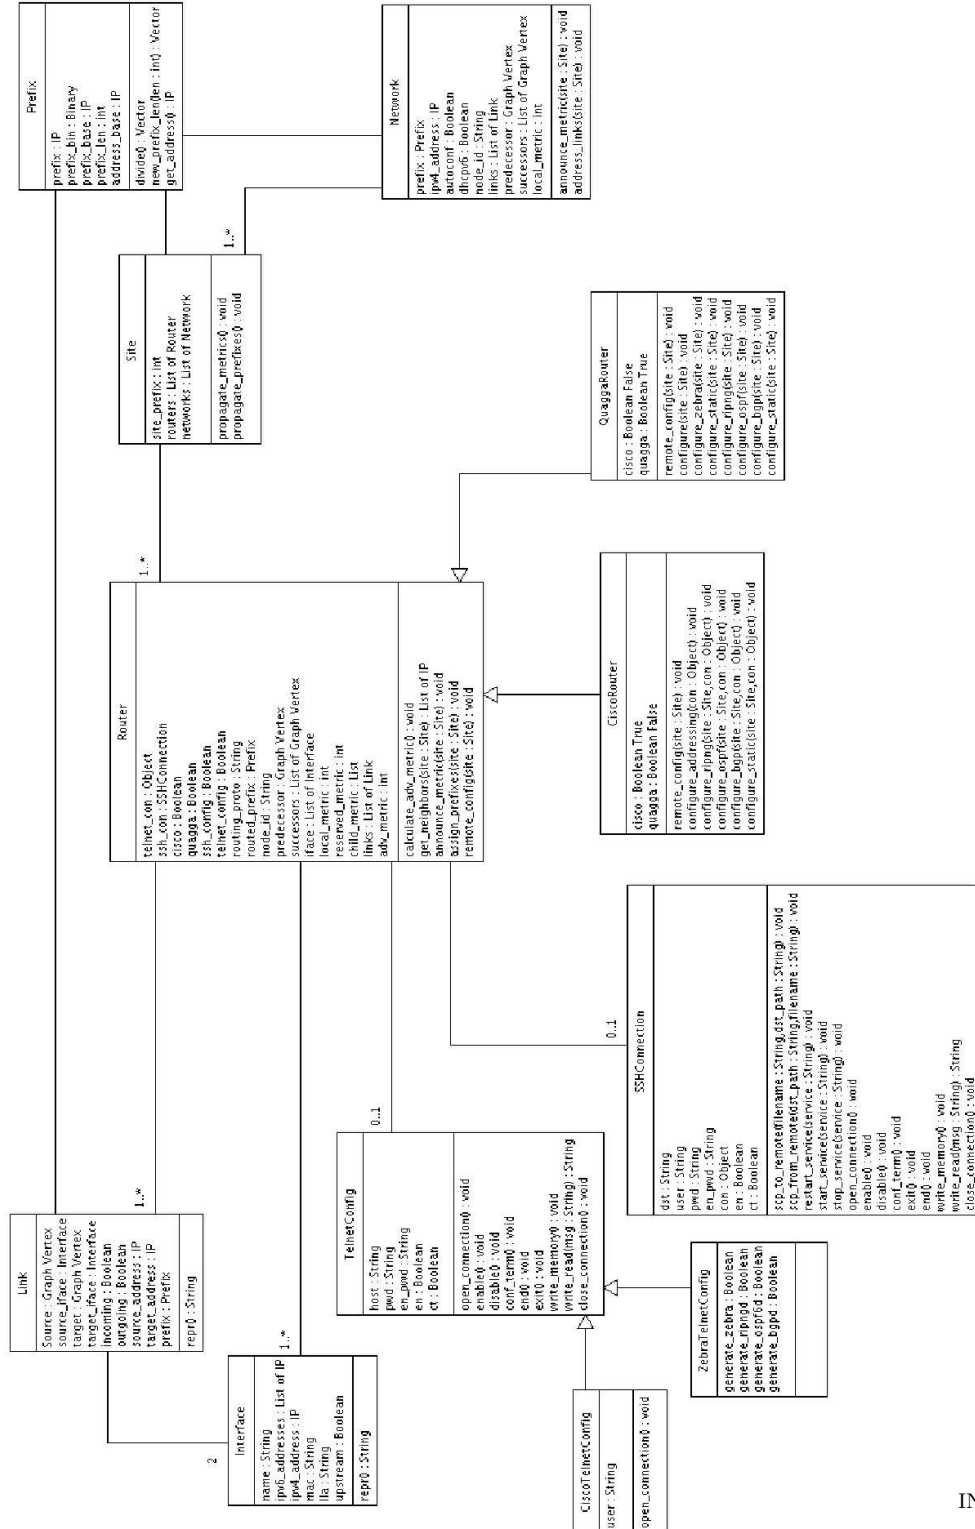 Prefix
prefix : IP
prefix_bin : Binary
prefix_base : IP
prefix_len : int
address_base : IP
divide() : Vector
new_prefix_len(len : int) : Vector
get_address() : IP
Network
prefix : Prefix
ipv4_address : IP
autoconf : Boolean
dhcpv6 : Boolean
node_id : String
links : List of Link
predecessor : Graph Vertex
successors : List of Graph Vertex
local_metric : int
announce_metric(site : Site) : void
address_links(site : Site) : void
1..*
Site
site_prefix : int
routers : List of Router
networks : List of Network
propagate_metrics() : void
propagate_prefixes() : void
1..*
QuaggaRouter
cisco : Boolean False
quagga : Boolean True
remote_config(site : Site) : void
configure(site : Site) : void
configure_zebra(site : Site) : void
configure_static(site : Site) : void
configure_ripng(site : Site) : void
configure_ospf(site : Site) : void
configure_bgp(site : Site) : void
configure_static(site : Site) : void
Router
telnet_con : Object
ssh_con : SSHConnection
cisco : Boolean
quagga : Boolean
ssh_config : Boolean
telnet_config : Boolean
routing_proto : String
routed_prefix : Prefix
node_id : String
predecessor : Graph Vertex
successors : List of Graph Vertex
iface : List of Interface
local_metric : int
reserved_metric : int
child_metric : List
links : List of Link
adv_metric : int
calculate_adv_metric() : void
get_neighbors(site : Site) : List of IP
announce_metric(site : Site) : void
assign_prefixes(site : Site) : void
remote_config(site : Site) : void
CiscoRouter
cisco : Boolean True
quagga : Boolean False
remote_config(site : Site) : void
configure_addressing(con : Object) : void
configure_ripng(site : Site,con : Object) : void
configure_ospf(site : Site,con : Object) : void
configure_bgp(site : Site,con : Object) : void
configure_static(site : Site,con : Object) : void
Link
Source : Graph Vertex
source_iface : Interface
target : Graph Vertex
target_iface : Interface
incoming : Boolean
outgoing : Boolean
source_address : IP
target_address : IP
prefix : Prefix
repr() : String
1..*
Interface
name : String
ipv6_addresses : List of IP
ipv4_address : IP
mac : String
lla : String
upstream : Boolean
repr() : String
2
1..*
TelnetConfig
host : String
pwd : String
en_pwd : String
en : Boolean
ct : Boolean
open_connection() : void
enable() : void
disable() : void
conf_term() : void
end() : void
exit() : void
write_memory() : void
write_read(msg : String) : String
close_connection() : void
0..1
SSHConnection
dst : String
user : String
pwd : String
en_pwd : String
con : Object
en : Boolean
ct : Boolean
scp_to_remote(filename : String,dst_path : String) : void
scp_from_remote(dst_path : String,filename : String) : void
restart_service(service : String) : void
start_service(service : String) : void
stop_service(service : String) : void
open_connection() : void
enable() : void
disable() : void
conf_term() : void
exit() : void
end() : void
write_memory() : void
write_read(msg : String) : String
close_connection() : void
0..1
CiscoTelnetConfig
user : String
open_connection() : void
ZebraTelnetConfig
generate_zebra : Boolean
generate_ripngd : Boolean
generate_ospf6d : Boolean
generate_bgpd : Boolean
IN